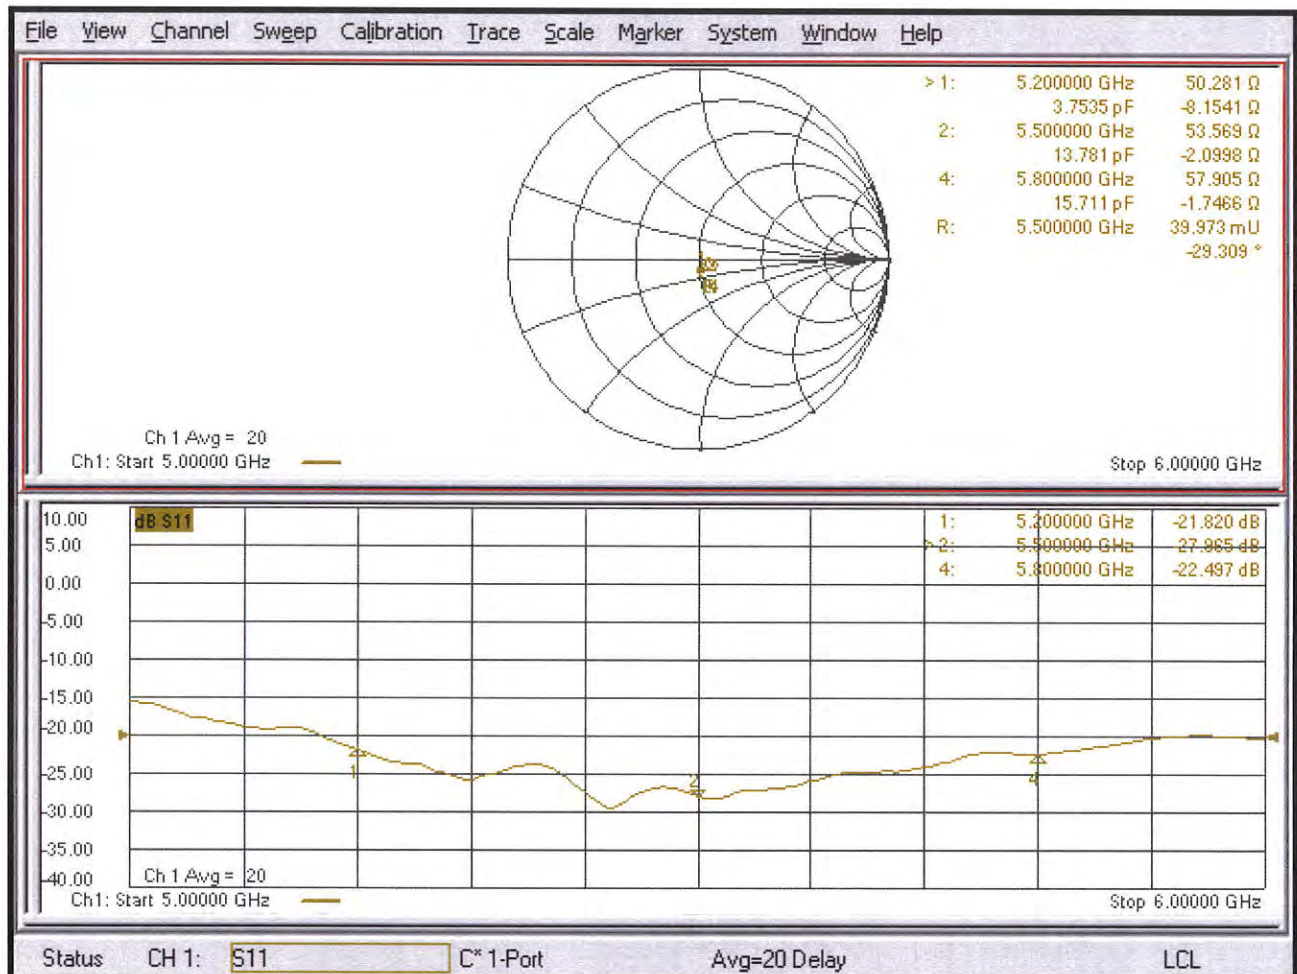 File View Channel Sweep Calibration Trace Scale Marker System Window Help
> 1: 5.200000 GHz 50.281 Ω
3.7535 pF -8.1541 Ω
2: 5.500000 GHz 53.569 Ω
13.781 pF -2.0998 Ω
4: 5.800000 GHz 57.905 Ω
15.711 pF -1.7466 Ω
R: 5.500000 GHz 39.973 mU
-29.309 °
Ch 1 Avg = 20
Ch1: Start 5.00000 GHz
Stop 6.00000 GHz
dB S11
1: 5.200000 GHz -21.820 dB
> 2: 5.500000 GHz -27.965 dB
4: 5.800000 GHz -22.497 dB
10.00
5.00
0.00
-5.00
-10.00
-15.00
-20.00
-25.00
-30.00
-35.00
-40.00
1
2
4
Ch 1 Avg = 20
Ch1: Start 5.00000 GHz
Stop 6.00000 GHz
Status CH 1: S11 C* 1-Port Avg=20 Delay LCL